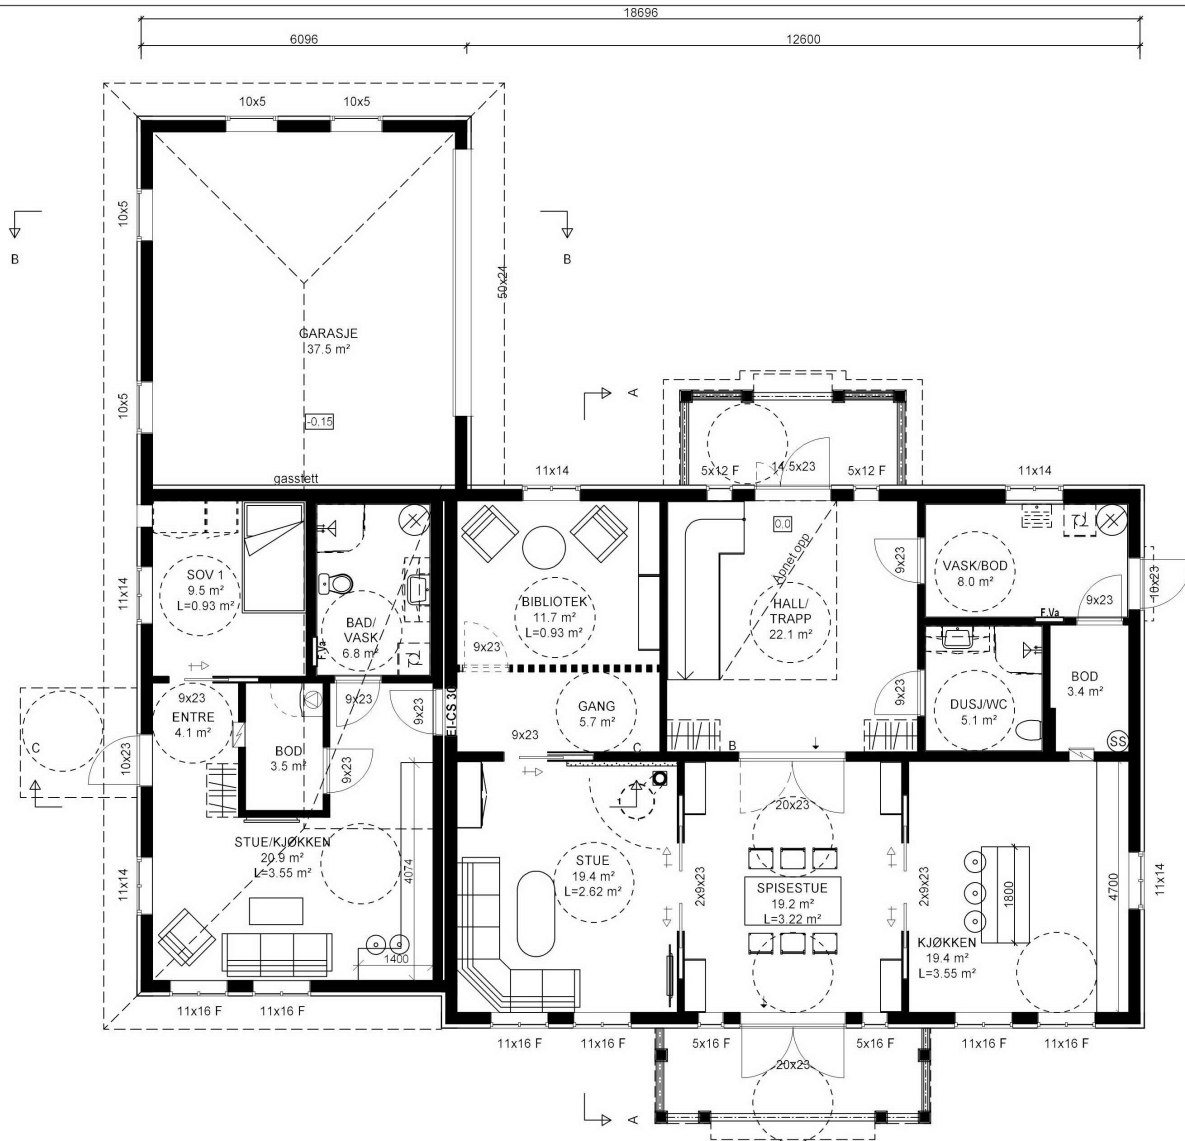 18696
6096
12600
10x5
10x5
10x5
B
B
50x24
GARASJE
37.5 m²
10x5
-0.15
A
gasstett
11x14
5x12 F
14.5x23
5x12 F
11x14
0.0
Åpnet opp
SOV 1
9.5 m²
L=0.93 m²
11x14
BAD/
VASK
6.8 m²
F.Va
BIBLIOTEK
11.7 m²
L=0.93 m²
9x23
HALL/
TRAPP
22.1 m²
9x23
VASK/BOD
8.0 m²
9x23
F.Va
10x23
9x23
ENTRE
4.1 m²
9x23
9x23
EI-CS 30
GANG
5.7 m²
9x23
9x23
DUSJ/WC
5.1 m²
BOD
3.4 m²
SS
C
10x23
BOD
3.5 m²
9x23
C
B
20x23
STUE/KJØKKEN
20.9 m²
L=3.55 m²
11x14
4074
1400
STUE
19.4 m²
L=2.62 m²
2x9x23
SPISESTUE
19.2 m²
L=3.22 m²
2x9x23
1800
KJØKKEN
19.4 m²
L=3.55 m²
4700
11x14
11x16 F
11x16 F
11x16 F
11x16 F
5x16 F
20x23
5x16 F
11x16 F
11x16 F
A